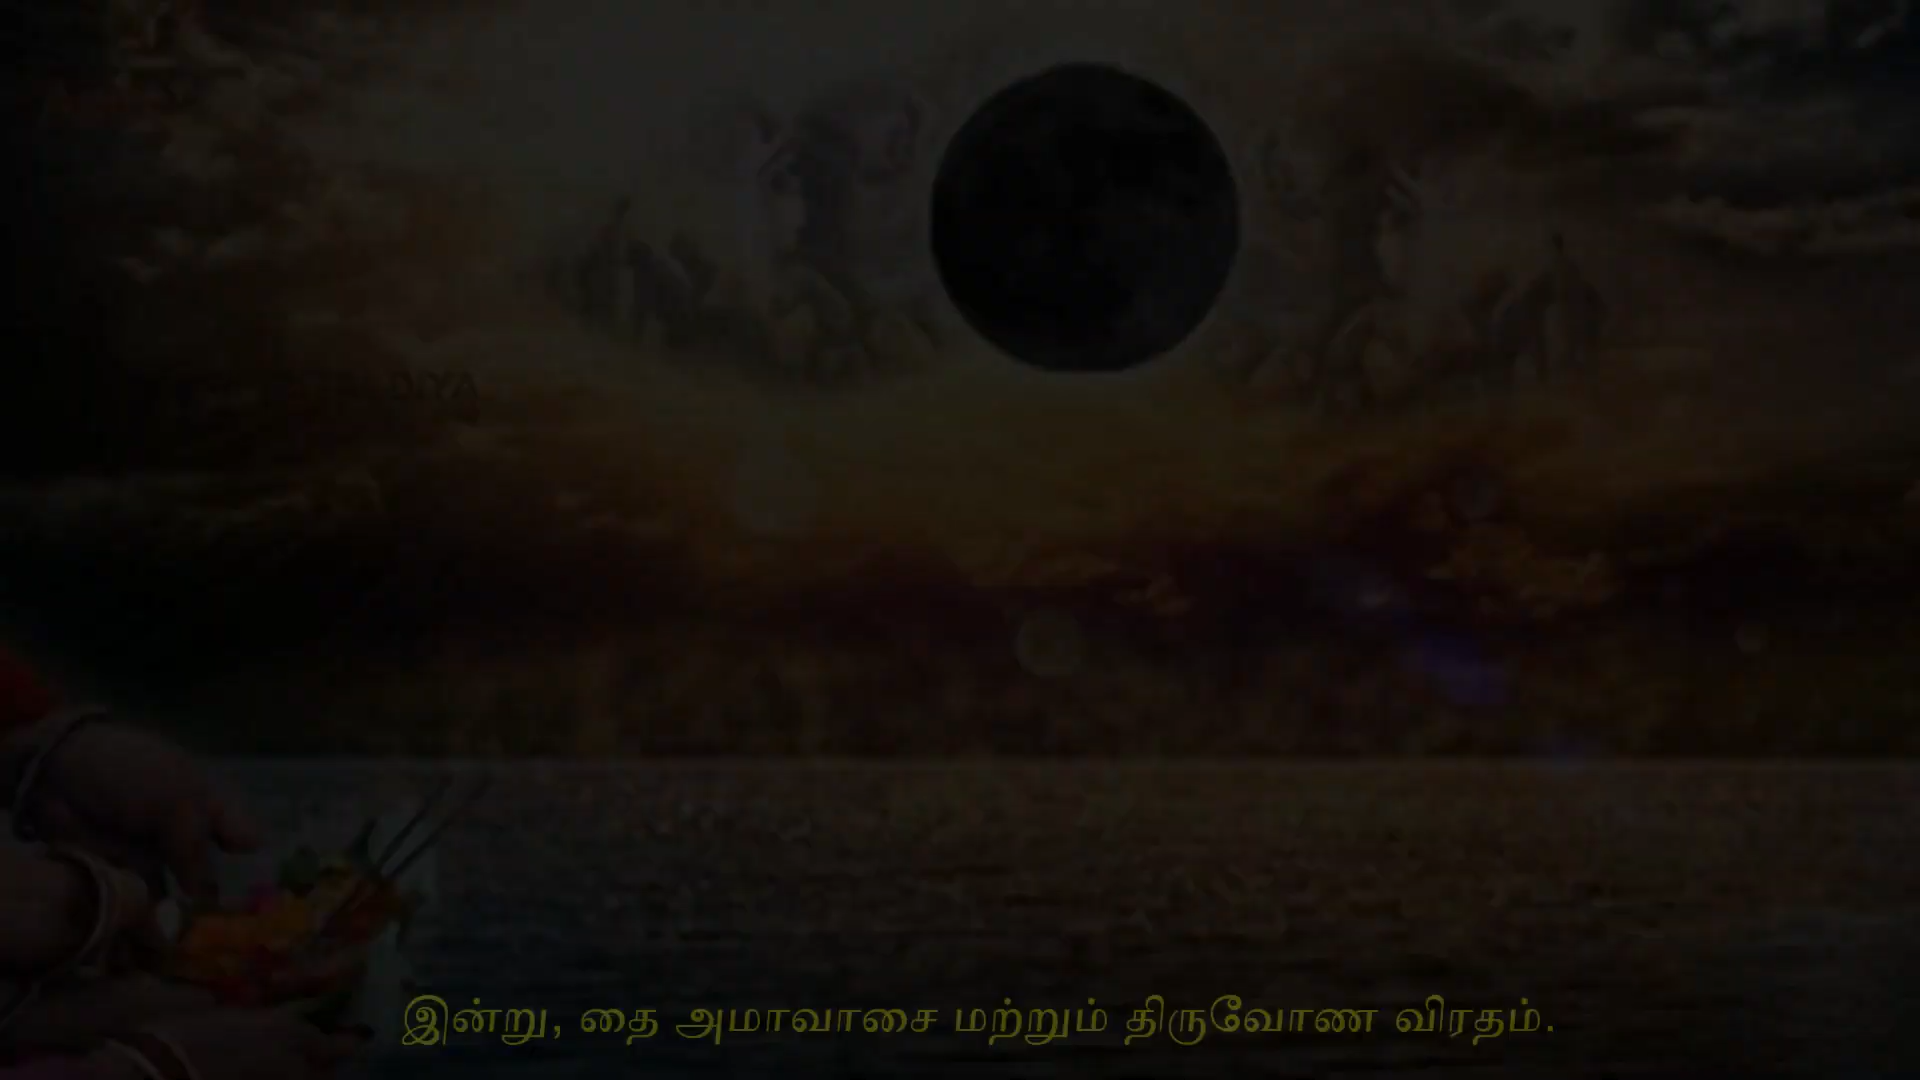 இன்று, தை அமாவாசை மற்றும் திருவோண விரதம்.